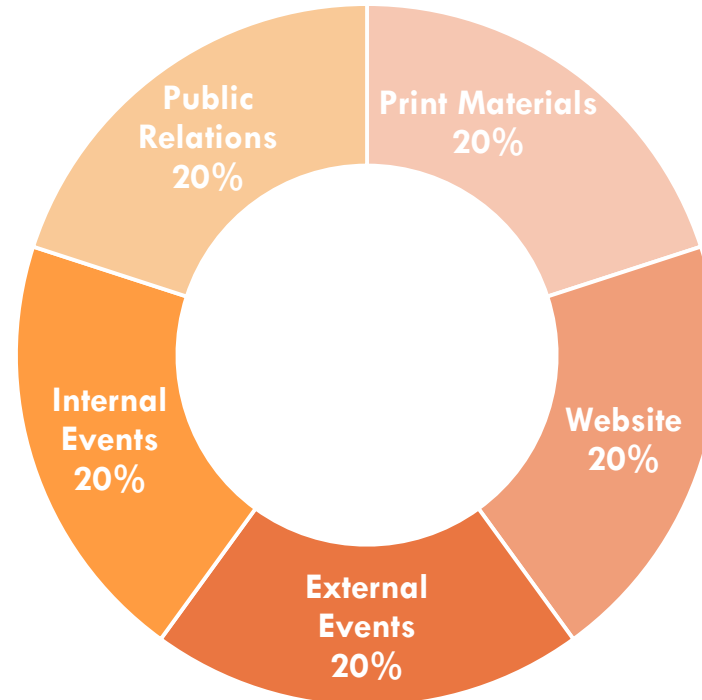 Public
Relations
20%
Print Materials
20%
Internal
Events
20%
Website
20%
External
Events
20%